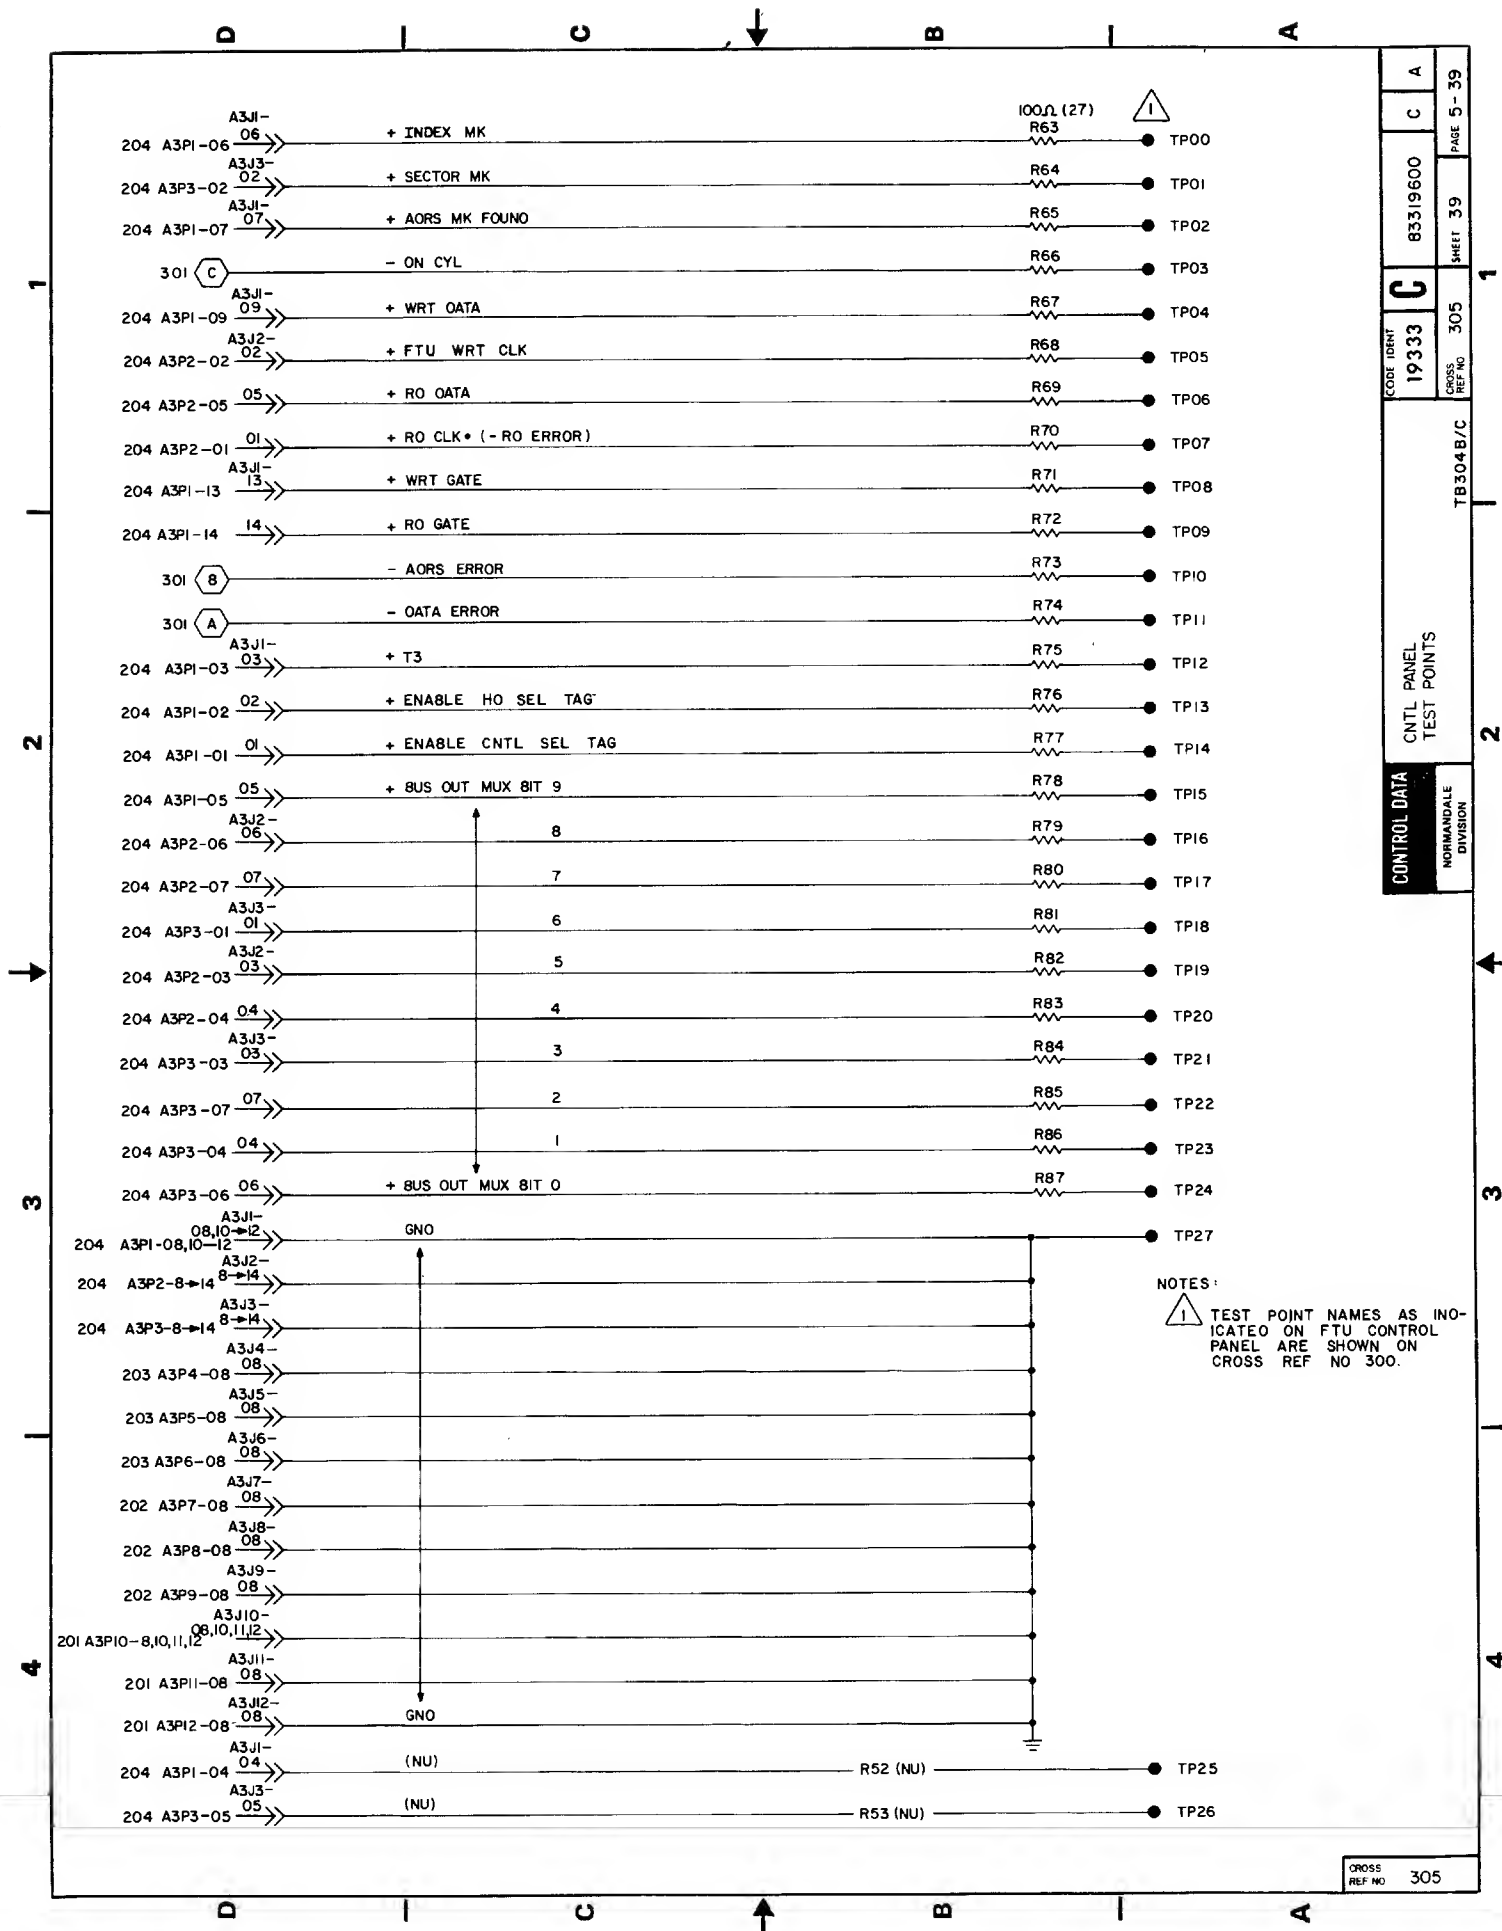 D C B A
A3J1-
204 A3P1-06 06 + INDEX MK 100Ω (27) R63 1 TP00
A3J3-
204 A3P3-02 02 + SECTOR MK R64 TP01
A3J1-
204 A3P1-07 07 + AORS MK FOUNO R65 TP02
301 C - ON CYL R66 TP03
A3J1-
204 A3P1-09 09 + WRT OATA R67 TP04
A3J2-
204 A3P2-02 02 + FTU WRT CLK R68 TP05
204 A3P2-05 05 + RO OATA R69 TP06
204 A3P2-01 01 + RO CLK• (-RO ERROR) R70 TP07
A3J1-
204 A3P1-13 13 + WRT GATE R71 TP08
204 A3P1-14 14 + RO GATE R72 TP09
301 8 - AORS ERROR R73 TP10
301 A - OATA ERROR R74 TP11
A3J1-
204 A3P1-03 03 + T3 R75 TP12
204 A3P1-02 02 + ENA8LE HO SEL TAG R76 TP13
204 A3P1-01 01 + ENA8LE CNTL SEL TAG R77 TP14
204 A3P1-05 05 + 8US OUT MUX 8IT 9 R78 TP15
A3J2-
204 A3P2-06 06 8 R79 TP16
204 A3P2-07 07 7 R80 TP17
A3J3-
204 A3P3-01 01 6 R81 TP18
A3J2-
204 A3P2-03 03 5 R82 TP19
204 A3P2-04 04 4 R83 TP20
A3J3-
204 A3P3-03 03 3 R84 TP21
204 A3P3-07 07 2 R85 TP22
204 A3P3-04 04 1 R86 TP23
204 A3P3-06 06 + 8US OUT MUX 8IT 0 R87 TP24
A3J1-
204 A3P1-08,10—12 08,10→12 GNO TP27
A3J2-
204 A3P2-8→14 8→14
A3J3-
204 A3P3-8→14 8→14
A3J4-
203 A3P4-08 08
A3J5-
203 A3P5-08 08
A3J6-
203 A3P6-08 08
A3J7-
202 A3P7-08 08
A3J8-
202 A3P8-08 08
A3J9-
202 A3P9-08 08
A3J10-
201 A3P10-8,10,11,12 08,10,11,12
A3J11-
201 A3P11-08 08
A3J12-
201 A3P12-08 08 GNO
A3J1-
204 A3P1-04 04 (NU) R52 (NU) TP25
A3J3-
204 A3P3-05 05 (NU) R53 (NU) TP26
NOTES:
1 TEST POINT NAMES AS INO-
ICATEO ON FTU CONTROL
PANEL ARE SHOWN ON
CROSS REF NO 300.
CONTROL DATA
NORMANDALE
DIVISION
CNTL PANEL
TEST POINTS
TB304B/C
CODE IDENT
19333
C
83319600
C
A
CROSS
REF NO 305
SHEET 39
PAGE 5-39
1
2
3
4
1
2
3
4
CROSS
REF NO 305
D C B A